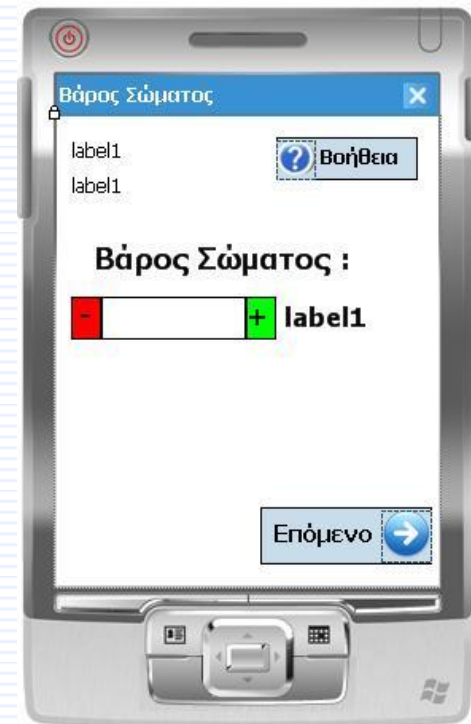 Βάρος Σώματος
label1
Βοήθεια
label1
Βάρος Σώματος :
- + label1
Επόμενο